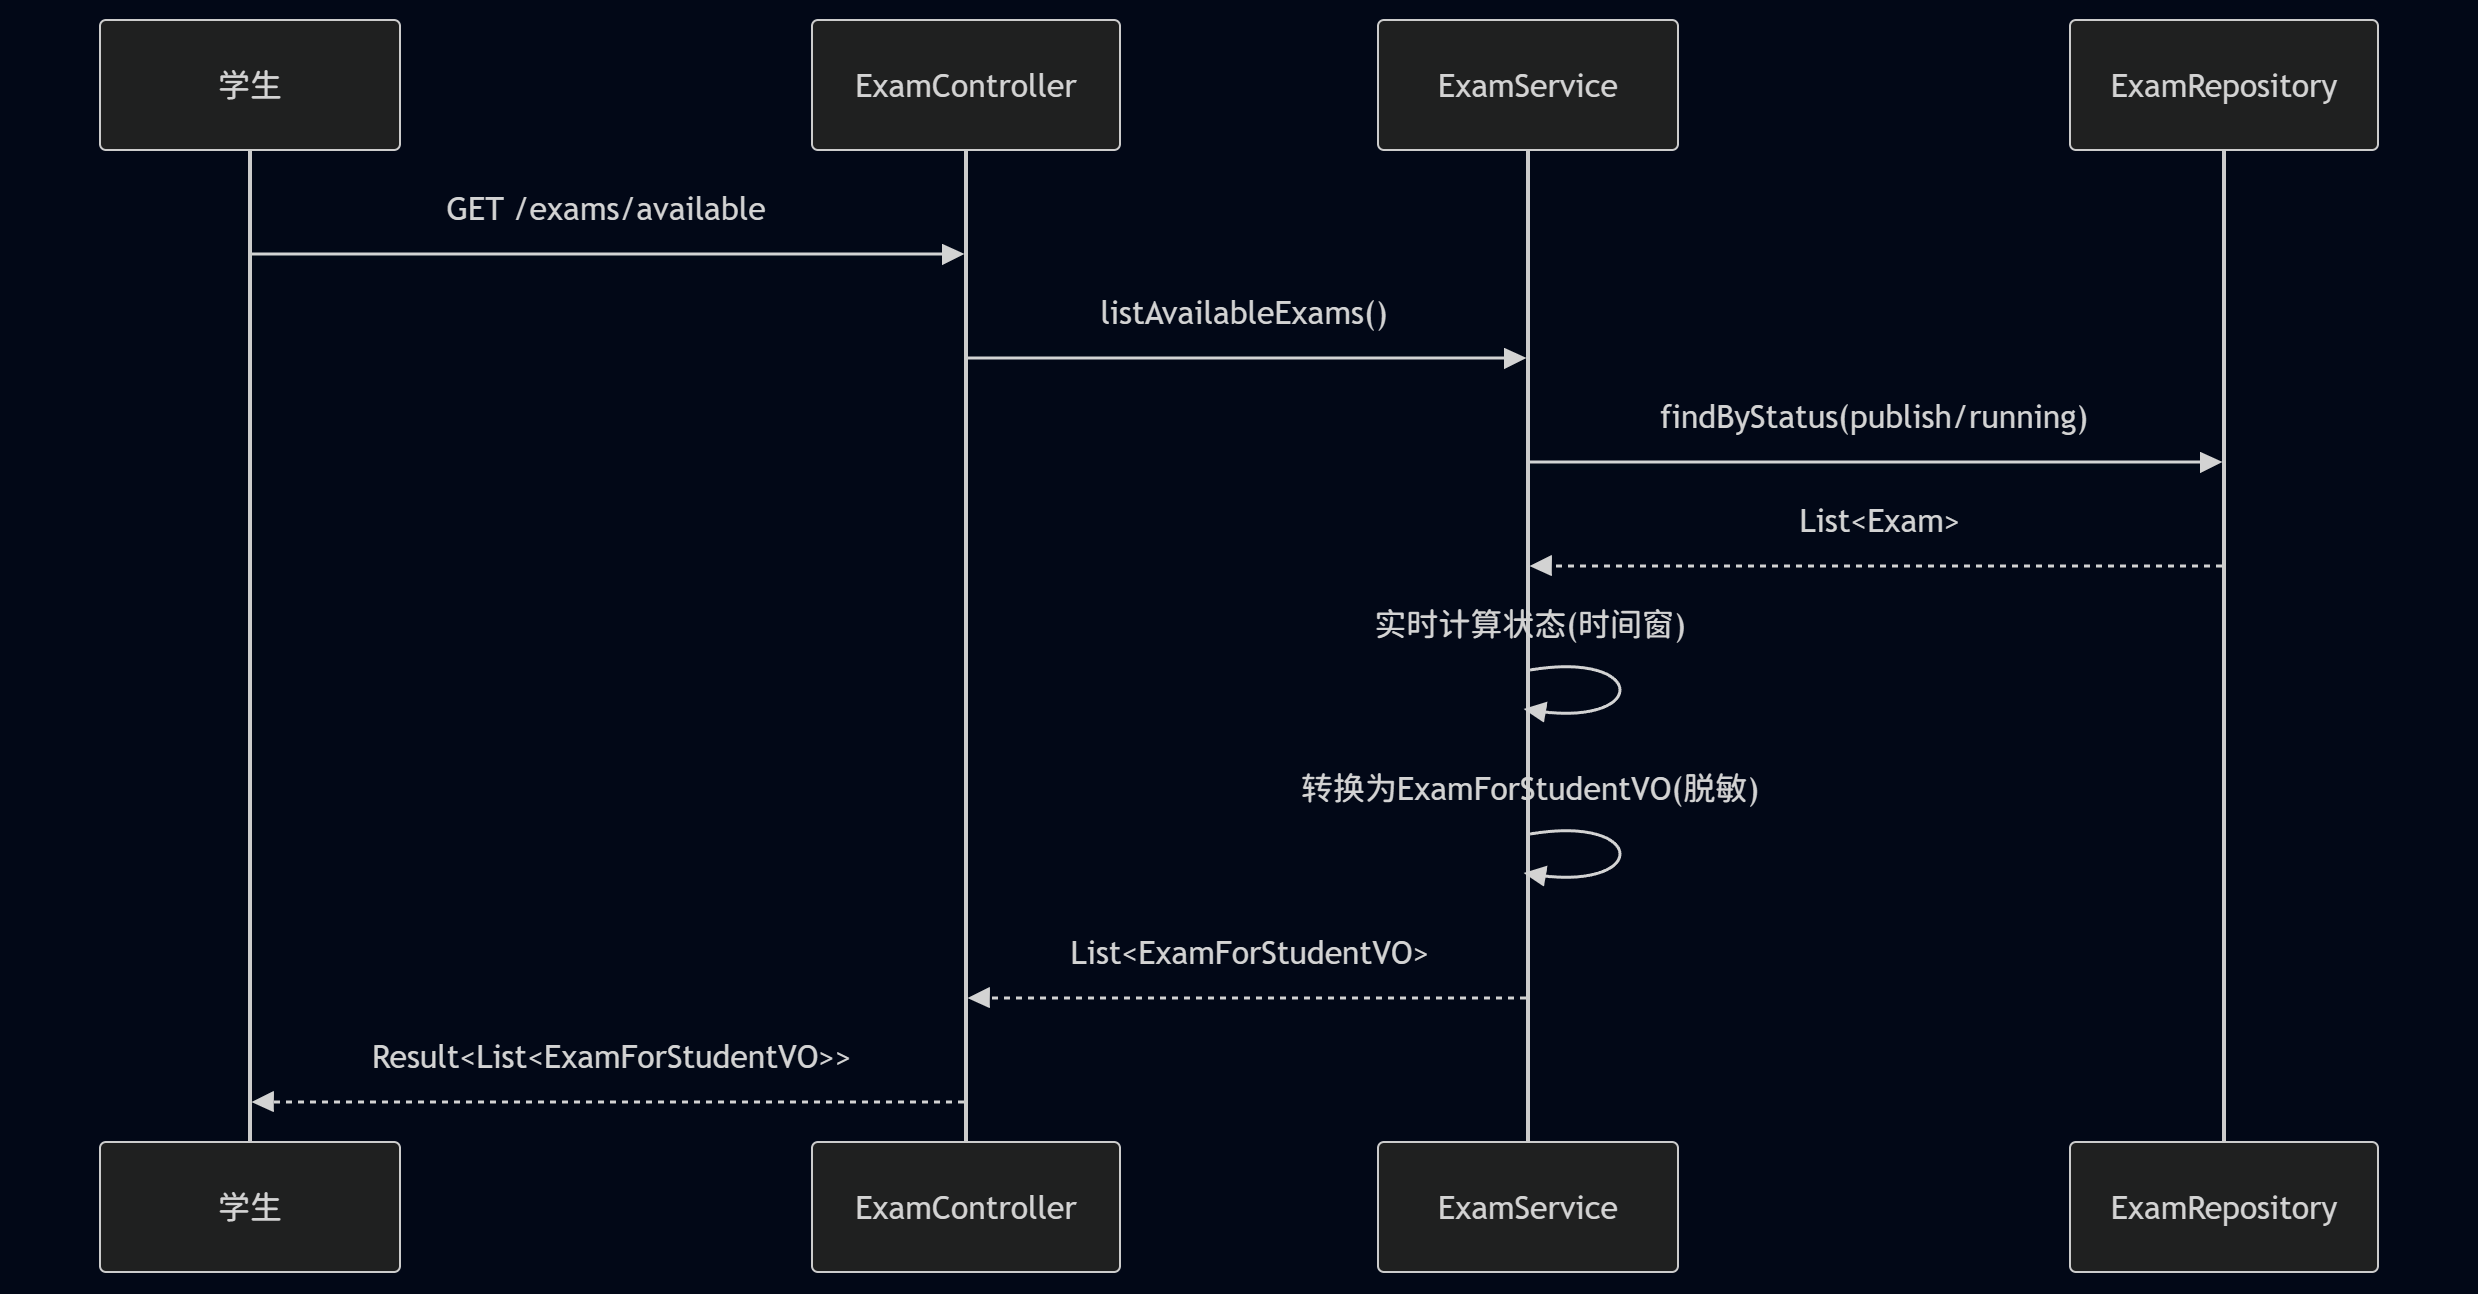 学生
ExamController
ExamService
ExamRepository
GET /exams/available
listAvailableExams()
findByStatus(publish/running)
List<Exam>
实时计算状态(时间窗)
转换为ExamForStudentVO(脱敏)
List<ExamForStudentVO>
Result<List<ExamForStudentVO>>
学生
ExamController
ExamService
ExamRepository